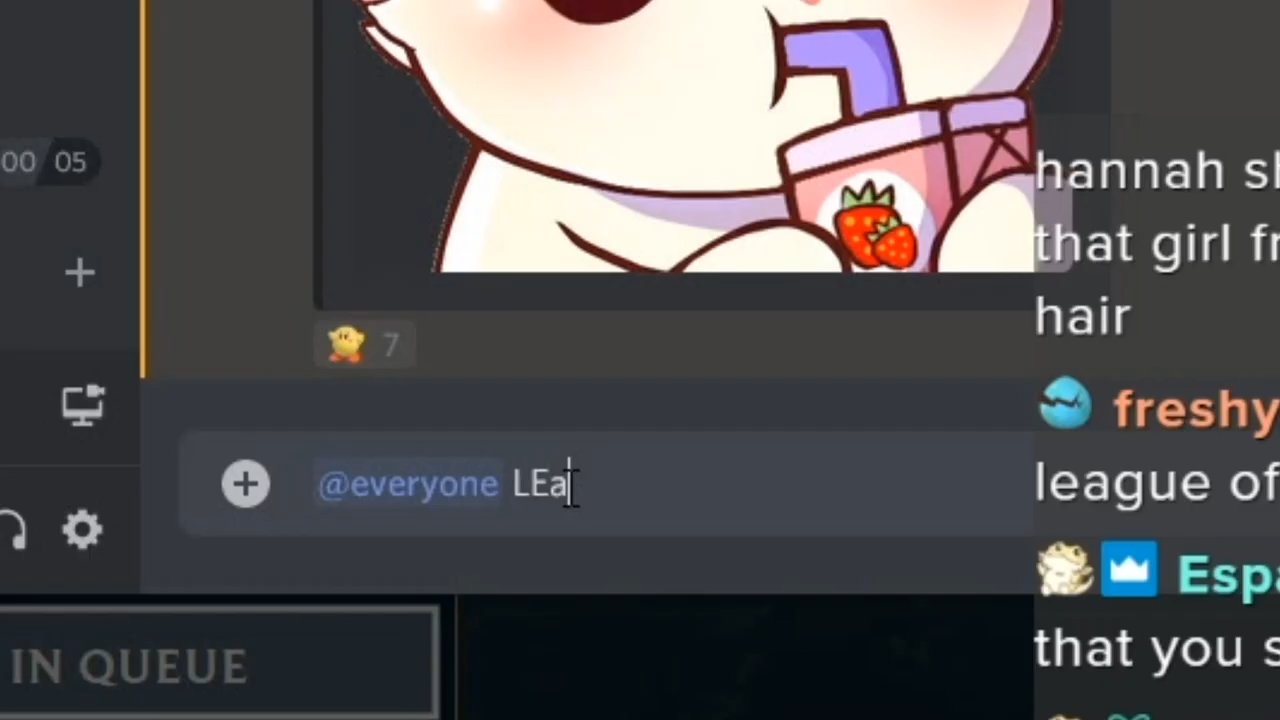 00 05
7
@everyone LEa
IN QUEUE
hannah sh
that girl fr
hair
freshy
league of
Espa
that you s